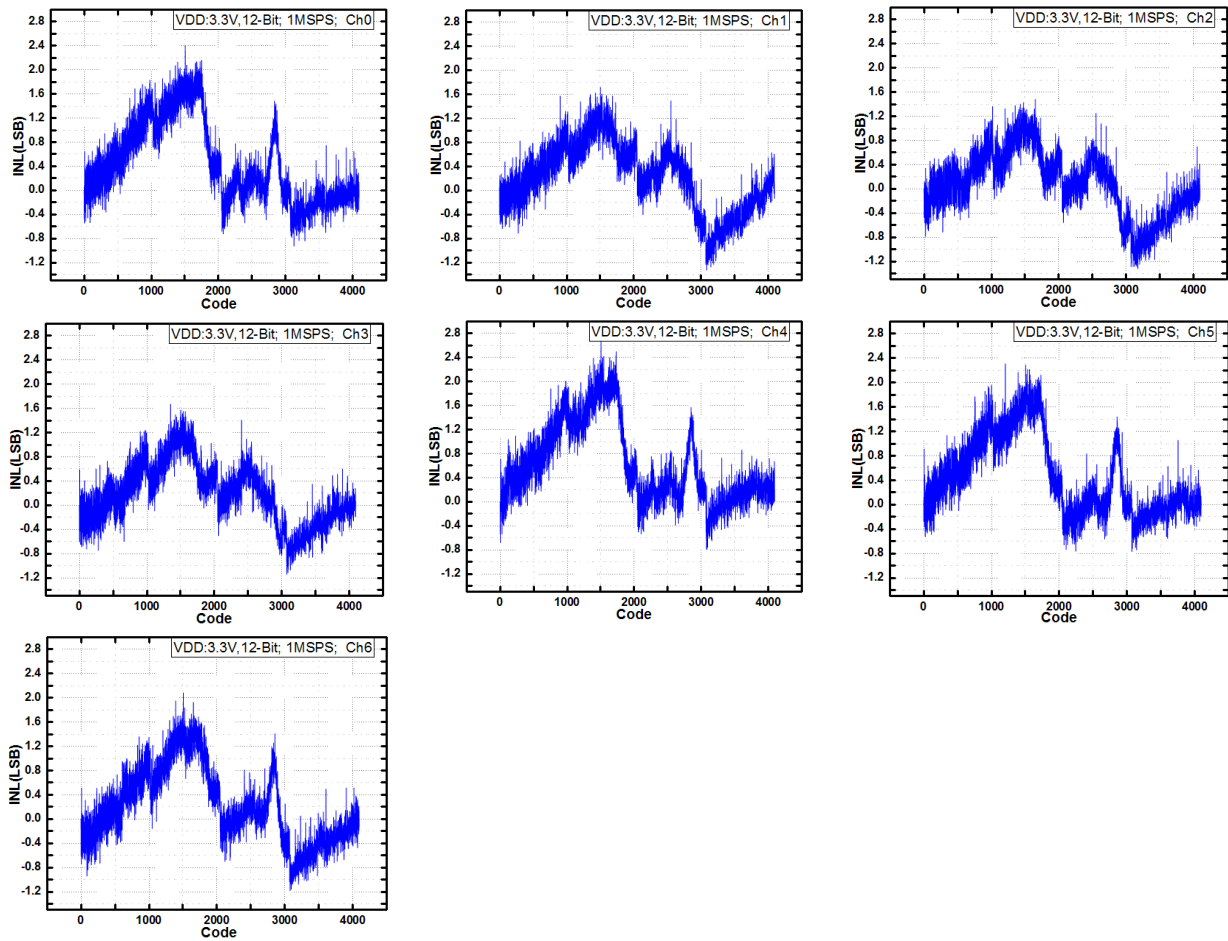 VDD:3.3V,12-Bit; 1MSPS; Ch0
INL(LSB)
2.8
2.4
2.0
1.6
1.2
0.8
0.4
0.0
-0.4
-0.8
-1.2
0 1000 2000 3000 4000
Code
VDD:3.3V,12-Bit; 1MSPS; Ch1
INL(LSB)
2.8
2.4
2.0
1.6
1.2
0.8
0.4
0.0
-0.4
-0.8
-1.2
0 1000 2000 3000 4000
Code
VDD:3.3V,12-Bit; 1MSPS; Ch2
INL(LSB)
2.8
2.4
2.0
1.6
1.2
0.8
0.4
0.0
-0.4
-0.8
-1.2
0 1000 2000 3000 4000
Code
VDD:3.3V,12-Bit; 1MSPS; Ch3
INL(LSB)
2.8
2.4
2.0
1.6
1.2
0.8
0.4
0.0
-0.4
-0.8
-1.2
0 1000 2000 3000 4000
Code
VDD:3.3V,12-Bit; 1MSPS; Ch4
INL(LSB)
2.8
2.4
2.0
1.6
1.2
0.8
0.4
0.0
-0.4
-0.8
-1.2
0 1000 2000 3000 4000
Code
VDD:3.3V,12-Bit; 1MSPS; Ch5
INL(LSB)
2.8
2.4
2.0
1.6
1.2
0.8
0.4
0.0
-0.4
-0.8
-1.2
0 1000 2000 3000 4000
Code
VDD:3.3V,12-Bit; 1MSPS; Ch6
INL(LSB)
2.8
2.4
2.0
1.6
1.2
0.8
0.4
0.0
-0.4
-0.8
-1.2
0 1000 2000 3000 4000
Code